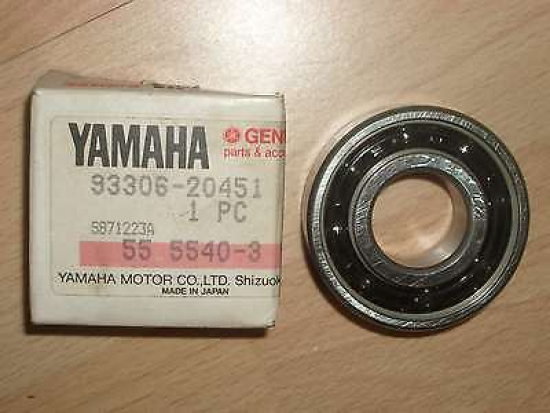 YAMAHA
GEN
parts & acc
93306-20451
1 PC
5871223A
55 5540-3
YAMAHA MOTOR CO.,LTD. Shizuok
MADE IN JAPAN